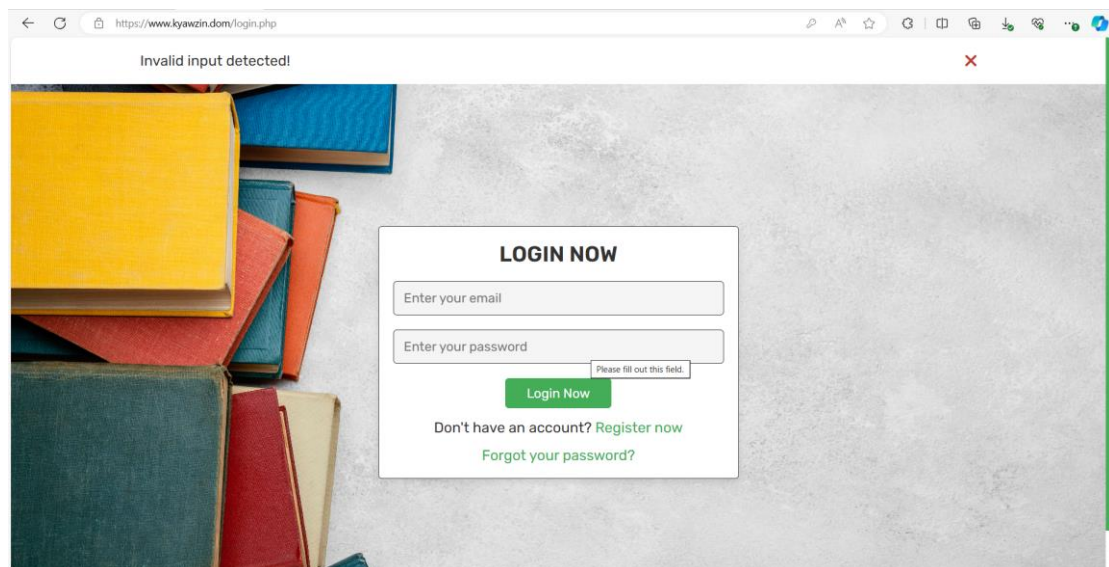 https://www.kyawzin.dom/login.php
Invalid input detected!
LOGIN NOW
Enter your email
Enter your password
Please fill out this field.
Login Now
Don't have an account? Register now
Forgot your password?